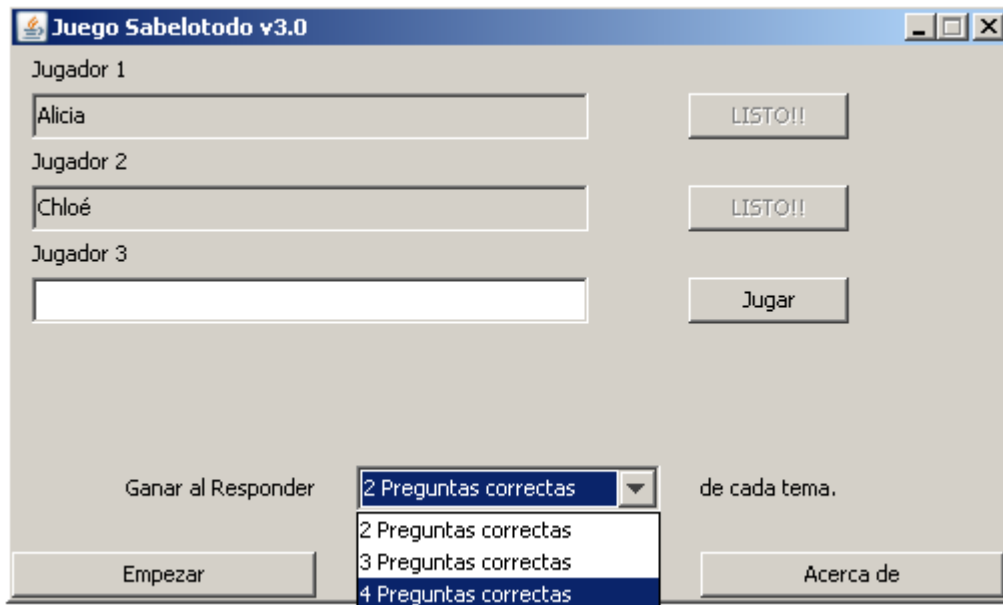 Juego Sabelotodo v3.0
Jugador 1
Alicia
LISTO!!
Jugador 2
Chloé
LISTO!!
Jugador 3
Jugar
Ganar al Responder 2 Preguntas correctas de cada tema.
2 Preguntas correctas
3 Preguntas correctas
4 Preguntas correctas
Empezar
Acerca de